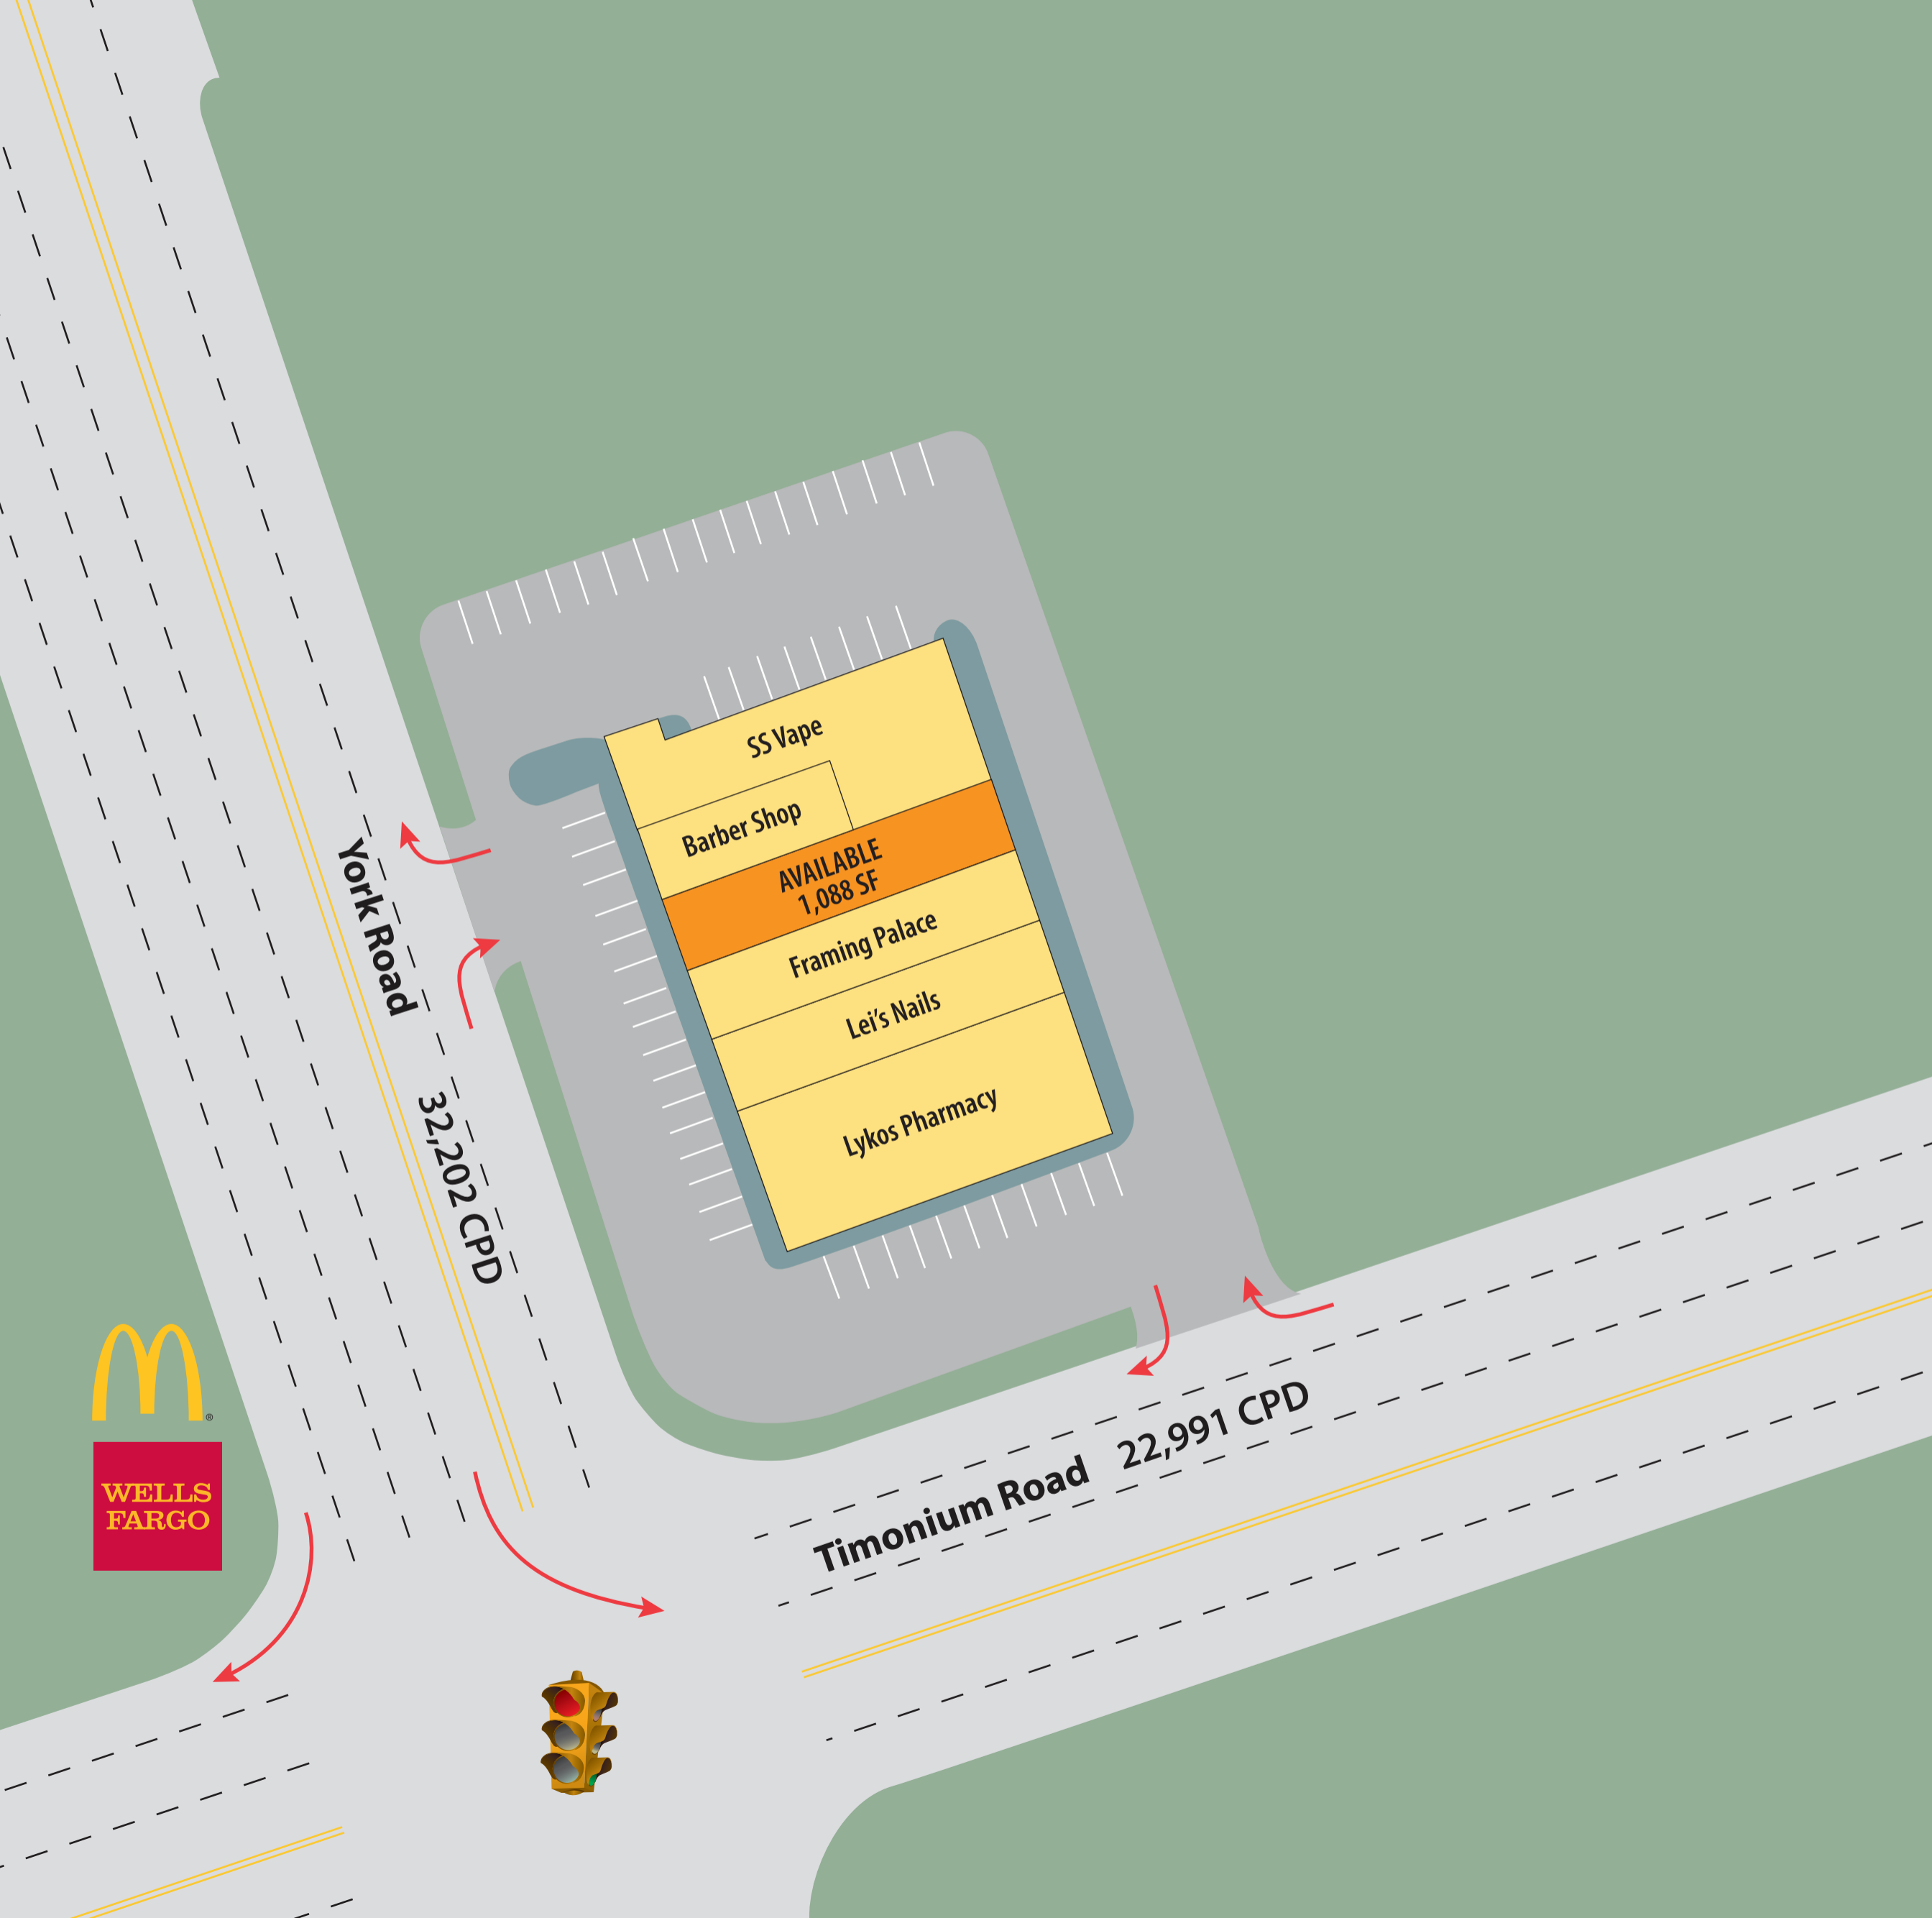 SS Vape
Barber Shop
AVAILABLE
1,088 SF
Framing Palace
Lei’s Nails
Lykos Pharmacy
York Road
32,202 CPD
Timonium Road 22,991 CPD
®
WELLS
FARGO